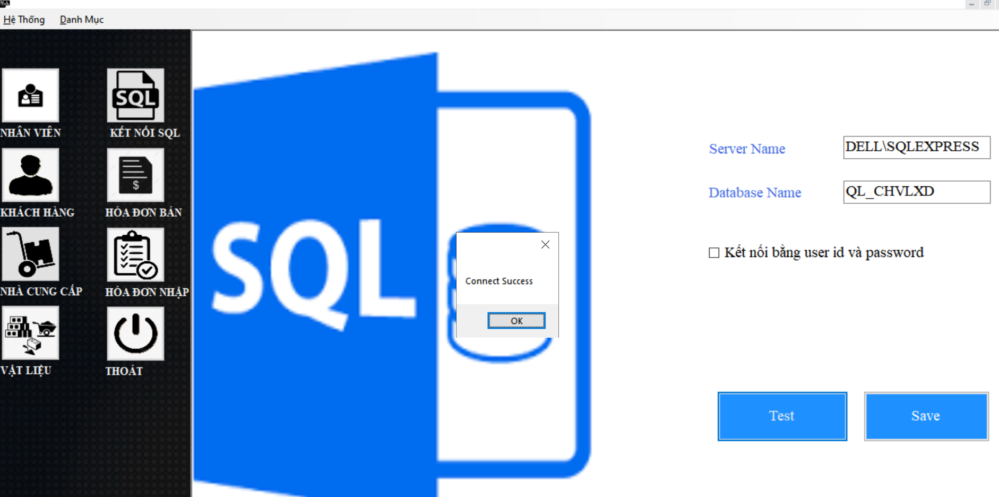 SQL
Hệ Thống Danh Mục
SQL
NHÂN VIÊN
KẾT NỐI SQL
$
KHÁCH HÀNG
HÓA ĐƠN BÁN
NHÀ CUNG CẤP
HÓA ĐƠN NHẬP
VẬT LIỆU
THOÁT
SQL
Connect Success
OK
Server Name
DELL\SQLEXPRESS
Database Name
QL_CHVLXD
Kết nối bằng user id và password
Test
Save